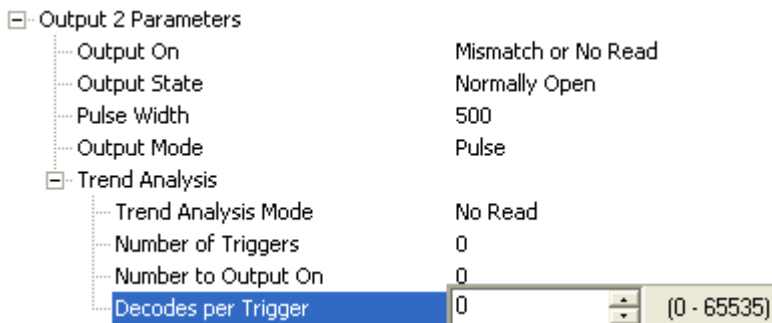 Output 2 Parameters
Output On Mismatch or No Read
Output State Normally Open
Pulse Width 500
Output Mode Pulse
Trend Analysis
Trend Analysis Mode No Read
Number of Triggers 0
Number to Output On 0
Decodes per Trigger 0 (0 - 65535)